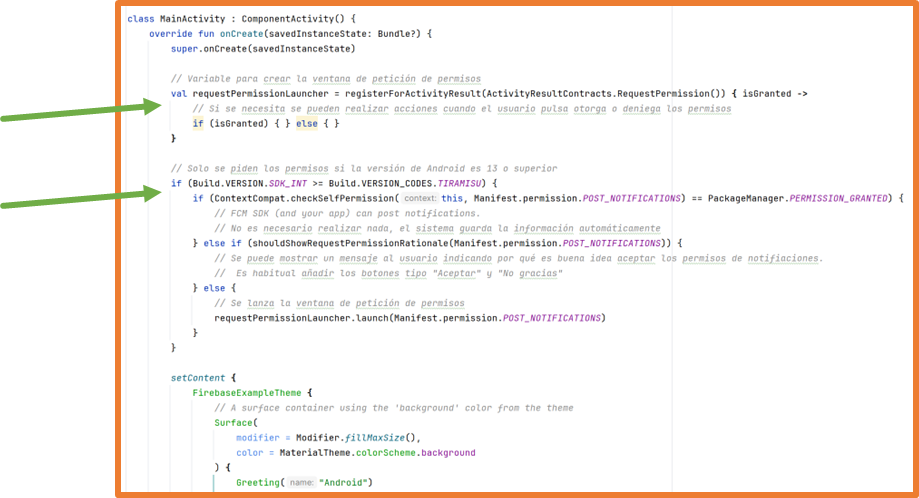 class MainActivity : ComponentActivity() {
override fun onCreate(savedInstanceState: Bundle?) {
super.onCreate(savedInstanceState)
// Variable para crear la ventana de petición de permisos
val requestPermissionLauncher = registerForActivityResult(ActivityResultContracts.RequestPermission()) { isGranted ->
// Si se necesita se pueden realizar acciones cuando el usuario pulsa otorga o deniega los permisos
if (isGranted) { } else { }
}
// Solo se piden los permisos si la versión de Android es 13 o superior
if (Build.VERSION.SDK_INT >= Build.VERSION_CODES.TIRAMISU) {
if (ContextCompat.checkSelfPermission( context: this, Manifest.permission.POST_NOTIFICATIONS) == PackageManager.PERMISSION_GRANTED) {
// FCM SDK (and your app) can post notifications.
// No es necesario realizar nada, el sistema guarda la información automáticamente
} else if (shouldShowRequestPermissionRationale(Manifest.permission.POST_NOTIFICATIONS)) {
// Se puede mostrar un mensaje al usuario indicando por qué es buena idea aceptar los permisos de notifiaciones.
//  Es habitual añadir los botones tipo "Aceptar" y "No gracias"
} else {
// Se lanza la ventana de petición de permisos
requestPermissionLauncher.launch(Manifest.permission.POST_NOTIFICATIONS)
}
}
setContent {
FirebaseExampleTheme {
// A surface container using the 'background' color from the theme
Surface(
modifier = Modifier.fillMaxSize(),
color = MaterialTheme.colorScheme.background
) {
Greeting( name: "Android")